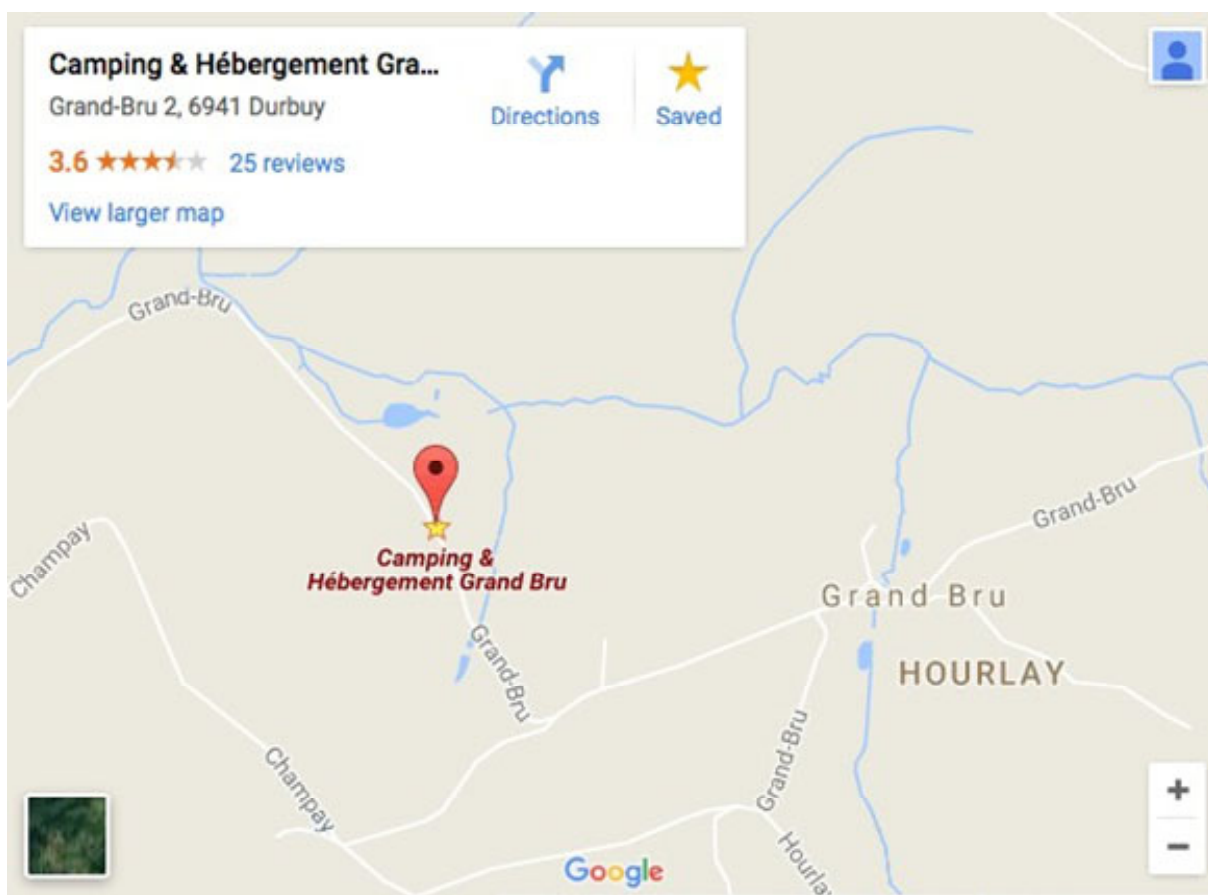 Camping & Hébergement Gra...
Grand-Bru 2, 6941 Durbuy
3.6
25 reviews
View larger map
Directions
Saved
Grand-Bru
Champay
Camping &
Hébergement Grand Bru
Grand-Bru
Grand-Bru
Grand Bru
HOURLAY
Grand-Bru
Champay
Hourlay
Google
+
−